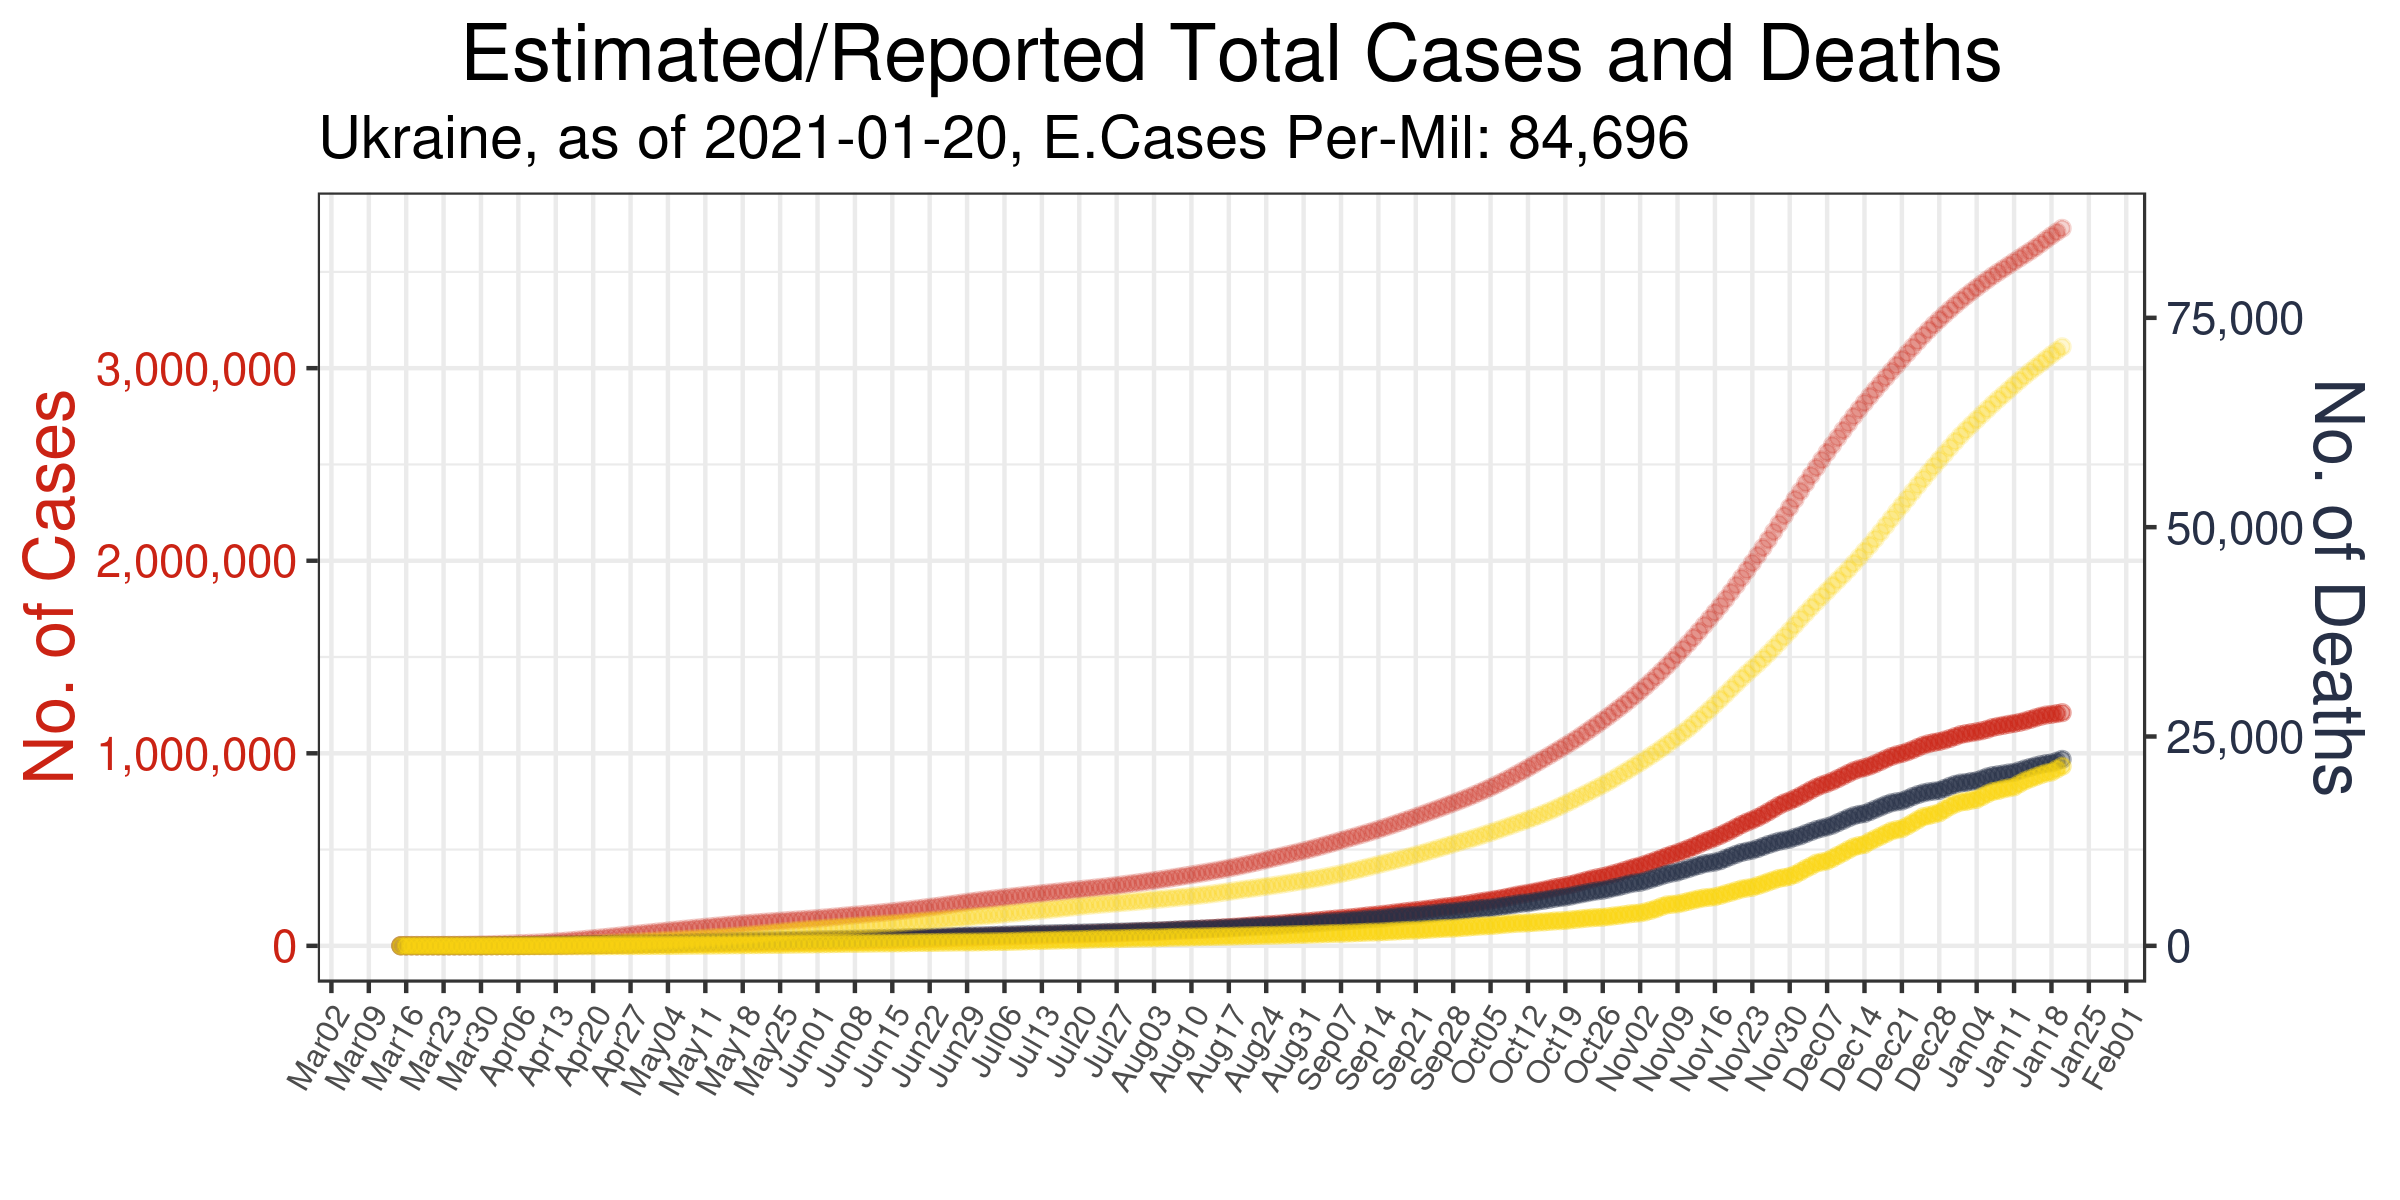 Estimated/Reported Total Cases and Deaths
Ukraine, as of 2021-01-20, E.Cases Per-Mil: 84,696
No. of Cases
3,000,000
2,000,000
1,000,000
0
75,000
50,000
25,000
0
No. of Deaths
Mar02
Mar09
Mar16
Mar23
Mar30
Apr06
Apr13
Apr20
Apr27
May04
May11
May18
May25
Jun01
Jun08
Jun15
Jun22
Jun29
Jul06
Jul13
Jul20
Jul27
Aug03
Aug10
Aug17
Aug24
Aug31
Sep07
Sep14
Sep21
Sep28
Oct05
Oct12
Oct19
Oct26
Nov02
Nov09
Nov16
Nov23
Nov30
Dec07
Dec14
Dec21
Dec28
Jan04
Jan11
Jan18
Jan25
Feb01